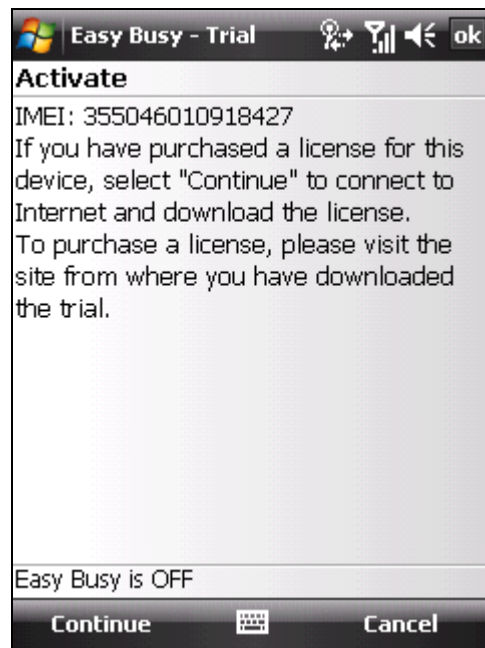 Easy Busy - Trial
ok
Activate
IMEI: 355046010918427
If you have purchased a license for this
device, select "Continue" to connect to
Internet and download the license.
To purchase a license, please visit the
site from where you have downloaded
the trial.
Easy Busy is OFF
Continue
Cancel